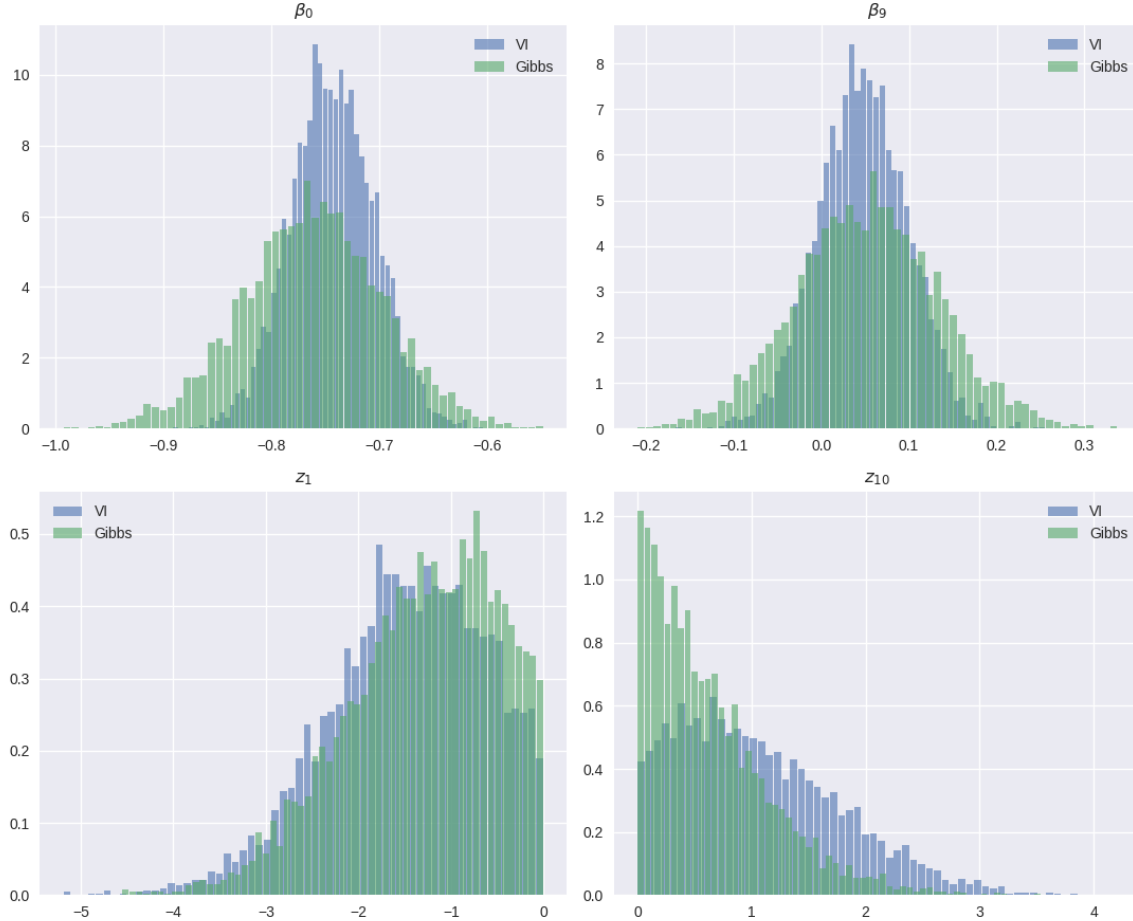 β₀
VI
Gibbs
10
8
6
4
2
0
−1.0 −0.9 −0.8 −0.7 −0.6
β₉
VI
Gibbs
8
7
6
5
4
3
2
1
0
−0.2 −0.1 0.0 0.1 0.2 0.3
z₁
VI
Gibbs
0.5
0.4
0.3
0.2
0.1
0.0
−5 −4 −3 −2 −1 0
z₁₀
VI
Gibbs
1.2
1.0
0.8
0.6
0.4
0.2
0.0
0 1 2 3 4